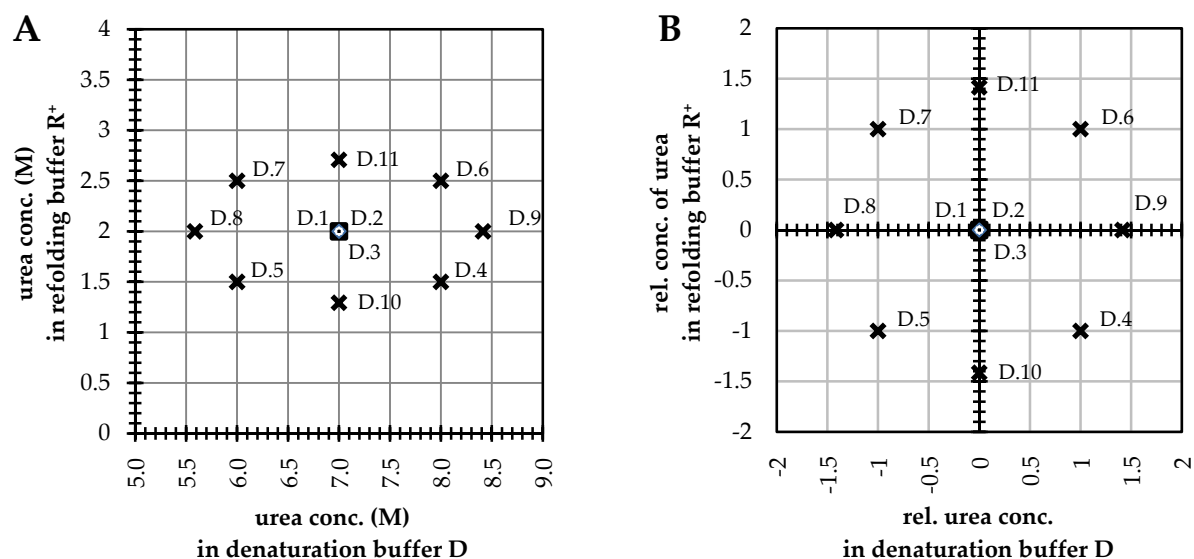 A
urea conc. (M)
in refolding buffer R⁺
4
3.5
3
2.5
2
1.5
1
0.5
0
D.7
D.11
D.6
D.8
D.1
D.2
D.9
D.3
D.5
D.4
D.10
5.0
5.5
6.0
6.5
7.0
7.5
8.0
8.5
9.0
urea conc. (M)
in denaturation buffer D
B
rel. conc. of urea
in refolding buffer R⁺
2
1.5
1
0.5
0
-0.5
-1
-1.5
-2
D.11
D.7
D.6
D.8
D.1
D.2
D.9
D.3
D.5
D.4
D.10
-2
-1.5
-1
-0.5
0
0.5
1
1.5
2
rel. urea conc.
in denaturation buffer D